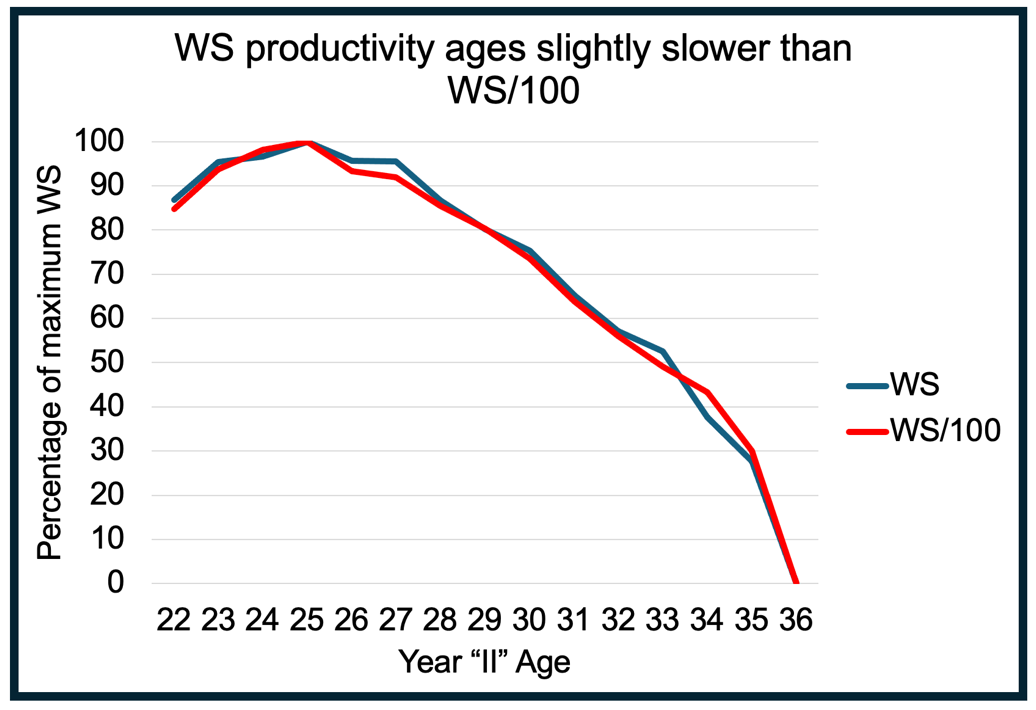 WS productivity ages slightly slower than
WS/100
Percentage of maximum WS
100
90
80
70
60
50
40
30
20
10
0
22 23 24 25 26 27 28 29 30 31 32 33 34 35 36
Year “II” Age
WS
WS/100